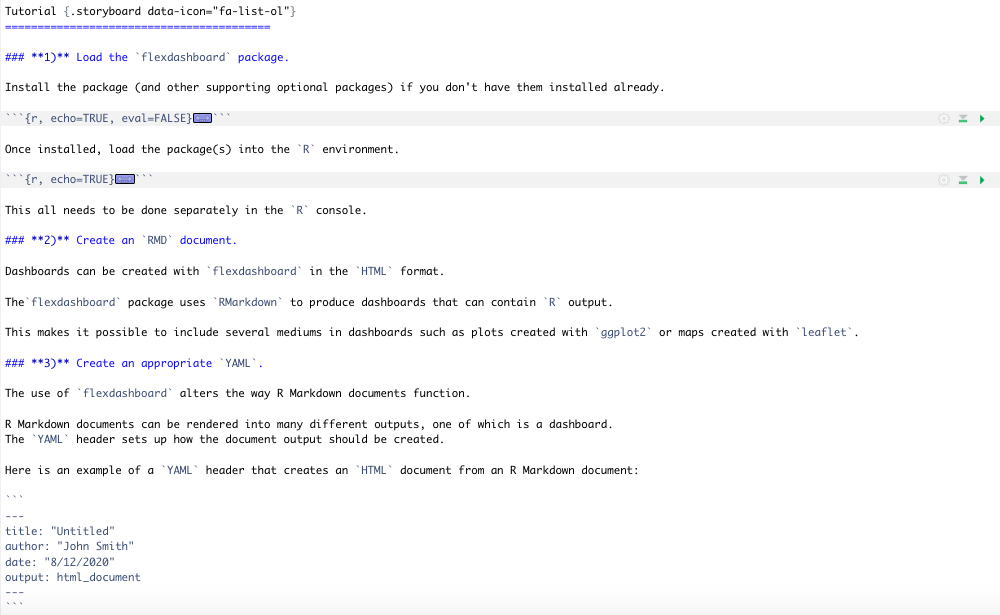 Tutorial {.storyboard data-icon="fa-list-ol"}
=========================================
### **1)** Load the `flexdashboard` package.
Install the package (and other supporting optional packages) if you don't have them installed already.
```{r, echo=TRUE, eval=FALSE}```
Once installed, load the package(s) into the `R` environment.
```{r, echo=TRUE}```
This all needs to be done separately in the `R` console.
### **2)** Create an `RMD` document.
Dashboards can be created with `flexdashboard` in the `HTML` format.
The`flexdashboard` package uses `RMarkdown` to produce dashboards that can contain `R` output.
This makes it possible to include several mediums in dashboards such as plots created with `ggplot2` or maps created with `leaflet`.
### **3)** Create an appropriate `YAML`.
The use of `flexdashboard` alters the way R Markdown documents function.
R Markdown documents can be rendered into many different outputs, one of which is a dashboard.
The `YAML` header sets up how the document output should be created.
Here is an example of a `YAML` header that creates an `HTML` document from an R Markdown document:
```
---
title: "Untitled"
author: "John Smith"
date: "8/12/2020"
output: html_document
---
```